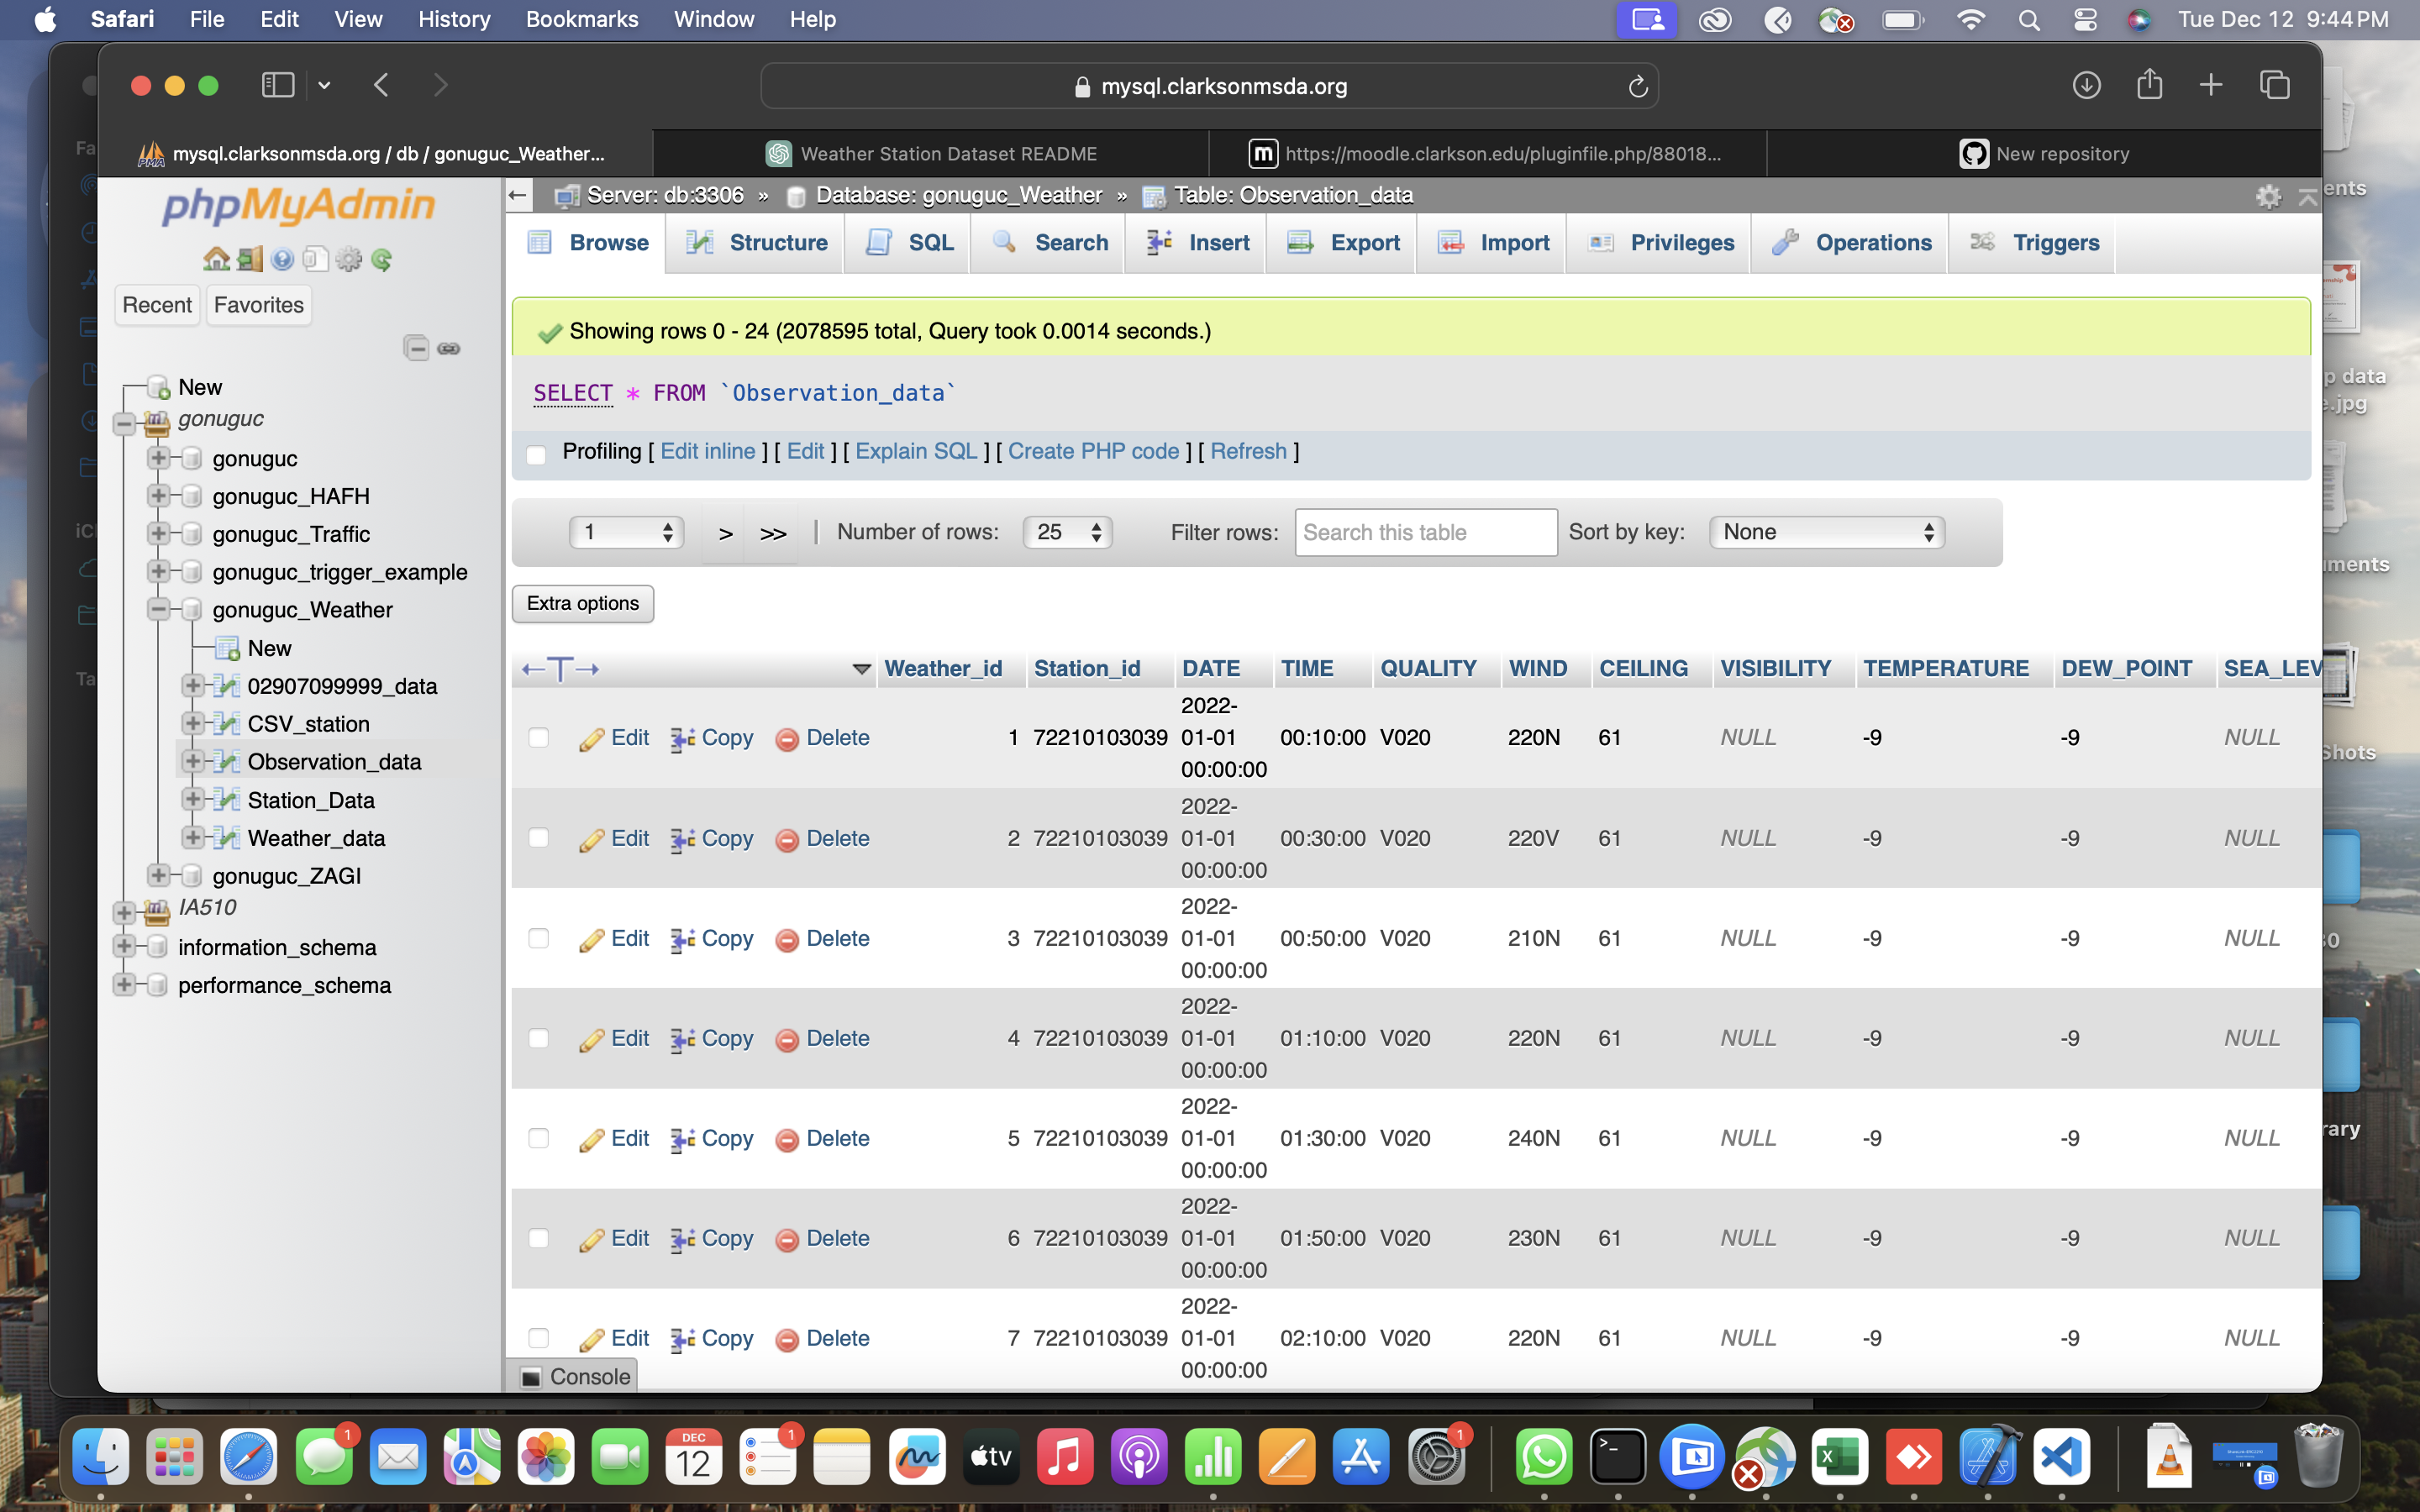 Safari File Edit View History Bookmarks Window Help Tue Dec 12 9:44 PM
mysql.clarksonmsda.org
mysql.clarksonmsda.org / db / gonuguc_Weather... Weather Station Dataset README https://moodle.clarkson.edu/pluginfile.php/88018... New repository
phpMyAdmin
Recent Favorites
New
gonuguc
gonuguc
gonuguc_HAFH
gonuguc_Traffic
gonuguc_trigger_example
gonuguc_Weather
New
02907099999_data
CSV_station
Observation_data
Station_Data
Weather_data
gonuguc_ZAGI
IA510
information_schema
performance_schema
Server: db:3306 » Database: gonuguc_Weather » Table: Observation_data
Browse Structure SQL Search Insert Export Import Privileges Operations Triggers
Showing rows 0 - 24 (2078595 total, Query took 0.0014 seconds.)
SELECT * FROM `Observation_data`
Profiling [ Edit inline ] [ Edit ] [ Explain SQL ] [ Create PHP code ] [ Refresh ]
1 > >> | Number of rows: 25 Filter rows: Search this table Sort by key: None
Extra options
←T→ Weather_id Station_id DATE TIME QUALITY WIND CEILING VISIBILITY TEMPERATURE DEW_POINT SEA_LEV
2022-
Edit Copy Delete 1 72210103039 01-01 00:10:00 V020 220N 61 NULL -9 -9 NULL
00:00:00
2022-
Edit Copy Delete 2 72210103039 01-01 00:30:00 V020 220V 61 NULL -9 -9 NULL
00:00:00
2022-
Edit Copy Delete 3 72210103039 01-01 00:50:00 V020 210N 61 NULL -9 -9 NULL
00:00:00
2022-
Edit Copy Delete 4 72210103039 01-01 01:10:00 V020 220N 61 NULL -9 -9 NULL
00:00:00
2022-
Edit Copy Delete 5 72210103039 01-01 01:30:00 V020 240N 61 NULL -9 -9 NULL
00:00:00
2022-
Edit Copy Delete 6 72210103039 01-01 01:50:00 V020 230N 61 NULL -9 -9 NULL
00:00:00
2022-
Edit Copy Delete 7 72210103039 01-01 02:10:00 V020 220N 61 NULL -9 -9 NULL
00:00:00
Console
Fa
iCl
Ta
ents
p data
e.jpg
uments
Shots
30
rary
1
DEC
12
1
tv
1